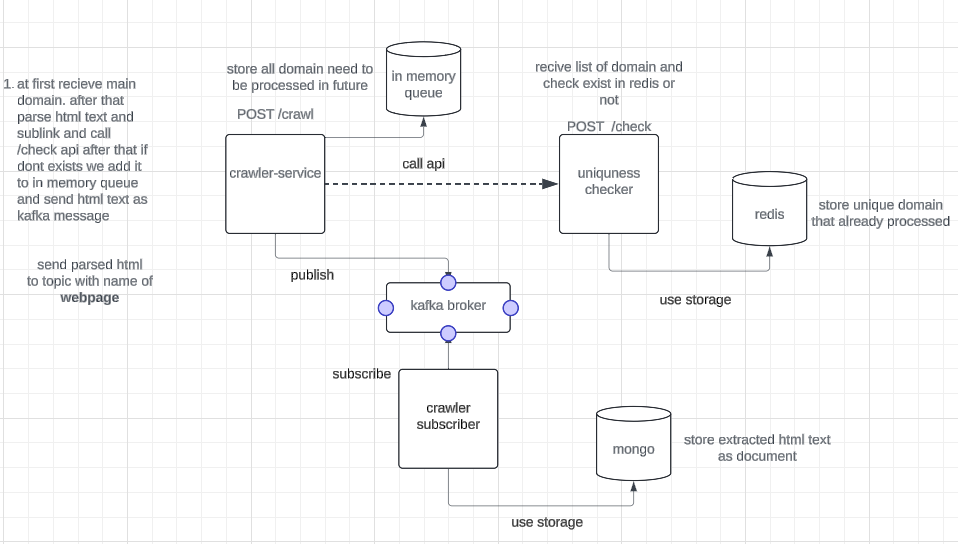 1. at first recieve main
domain. after that
parse html text and
sublink and call
/check api after that if
dont exists we add it
to in memory queue
and send html text as
kafka message
send parsed html
to topic with name of
webpage
store all domain need to
be processed in future
POST /crawl
in memory
queue
crawler-service
call api
recive list of domain and
check exist in redis or
not
POST /check
uniquness
checker
redis
store unique domain
that already processed
use storage
publish
kafka broker
subscribe
crawler
subscriber
mongo
store extracted html text
as document
use storage